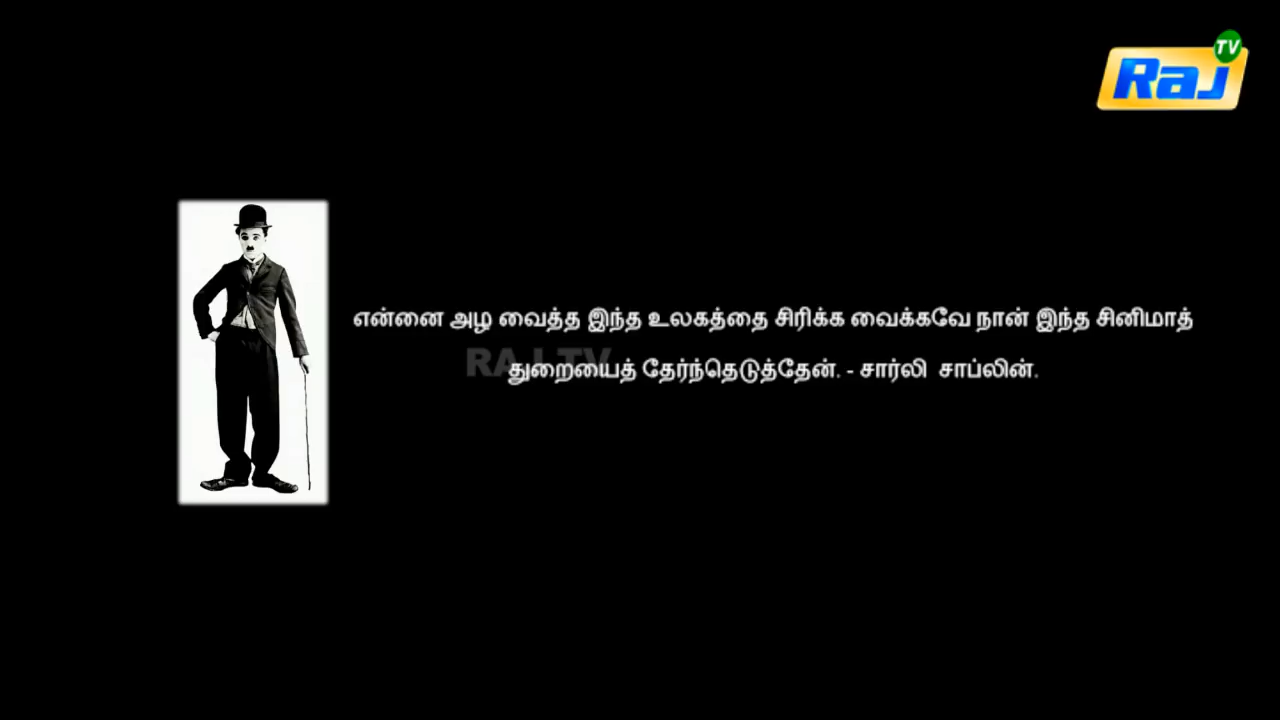 TV
Raj
என்னை அழ வைத்த இந்த உலகத்தை சிரிக்க வைக்கவே நான் இந்த சினிமாத்
RAJ TV
துறையைத் தேர்ந்தெடுத்தேன். - சார்லி சாப்லின்.